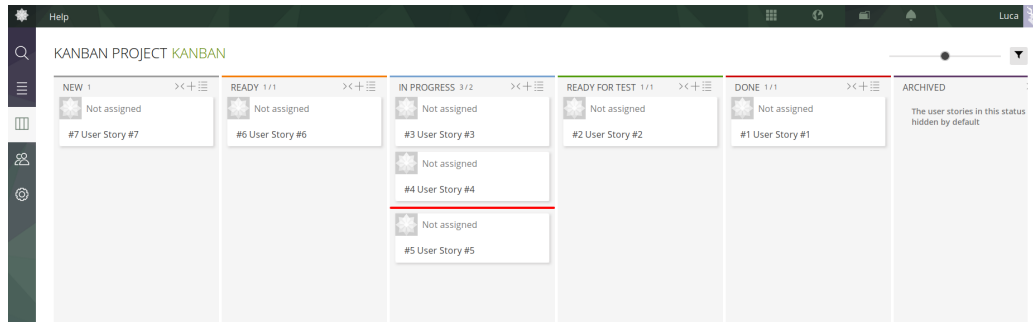 Help
Luca
KANBAN PROJECT KANBAN
NEW 1
Not assigned
#7 User Story #7
READY 1/1
Not assigned
#6 User Story #6
IN PROGRESS 3/2
Not assigned
#3 User Story #3
Not assigned
#4 User Story #4
Not assigned
#5 User Story #5
READY FOR TEST 1/1
Not assigned
#2 User Story #2
DONE 1/1
Not assigned
#1 User Story #1
ARCHIVED
The user stories in this status
hidden by default